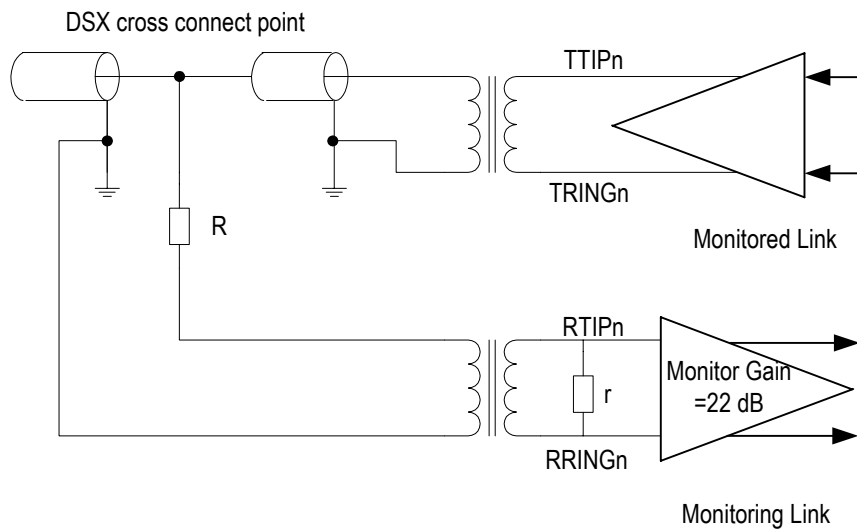 DSX cross connect point
TTIPn
TRINGn
R
Monitored Link
RTIPn
Monitor Gain
=22 dB
r
RRINGn
Monitoring Link